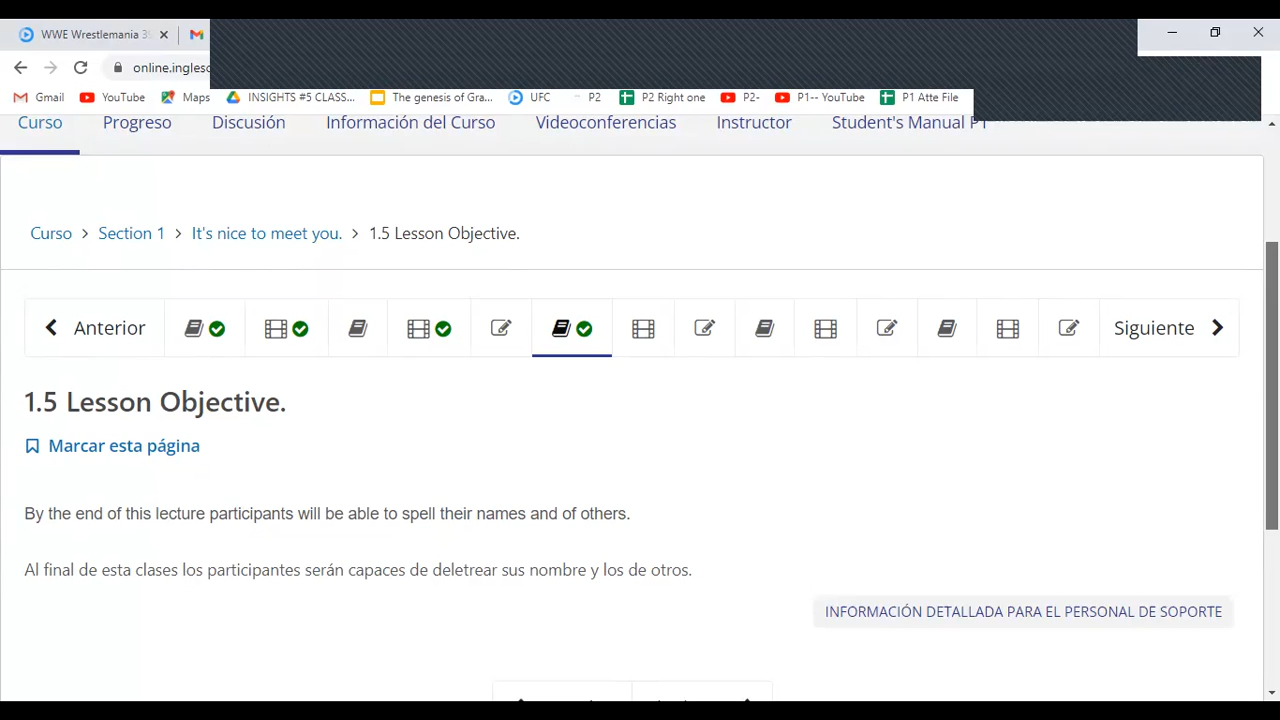 WWE Wrestlemania 3
online.inglesc
Gmail YouTube Maps INSIGHTS #5 CLASS... The genesis of Gra... UFC P2 P2 Right one P2- P1-- YouTube P1 Atte File
Curso Progreso Discusión Información del Curso Videoconferencias Instructor Student's Manual P1
Curso > Section 1 > It's nice to meet you. > 1.5 Lesson Objective.
Anterior Siguiente
1.5 Lesson Objective.
Marcar esta página
By the end of this lecture participants will be able to spell their names and of others.
Al final de esta clases los participantes serán capaces de deletrear sus nombre y los de otros.
INFORMACIÓN DETALLADA PARA EL PERSONAL DE SOPORTE